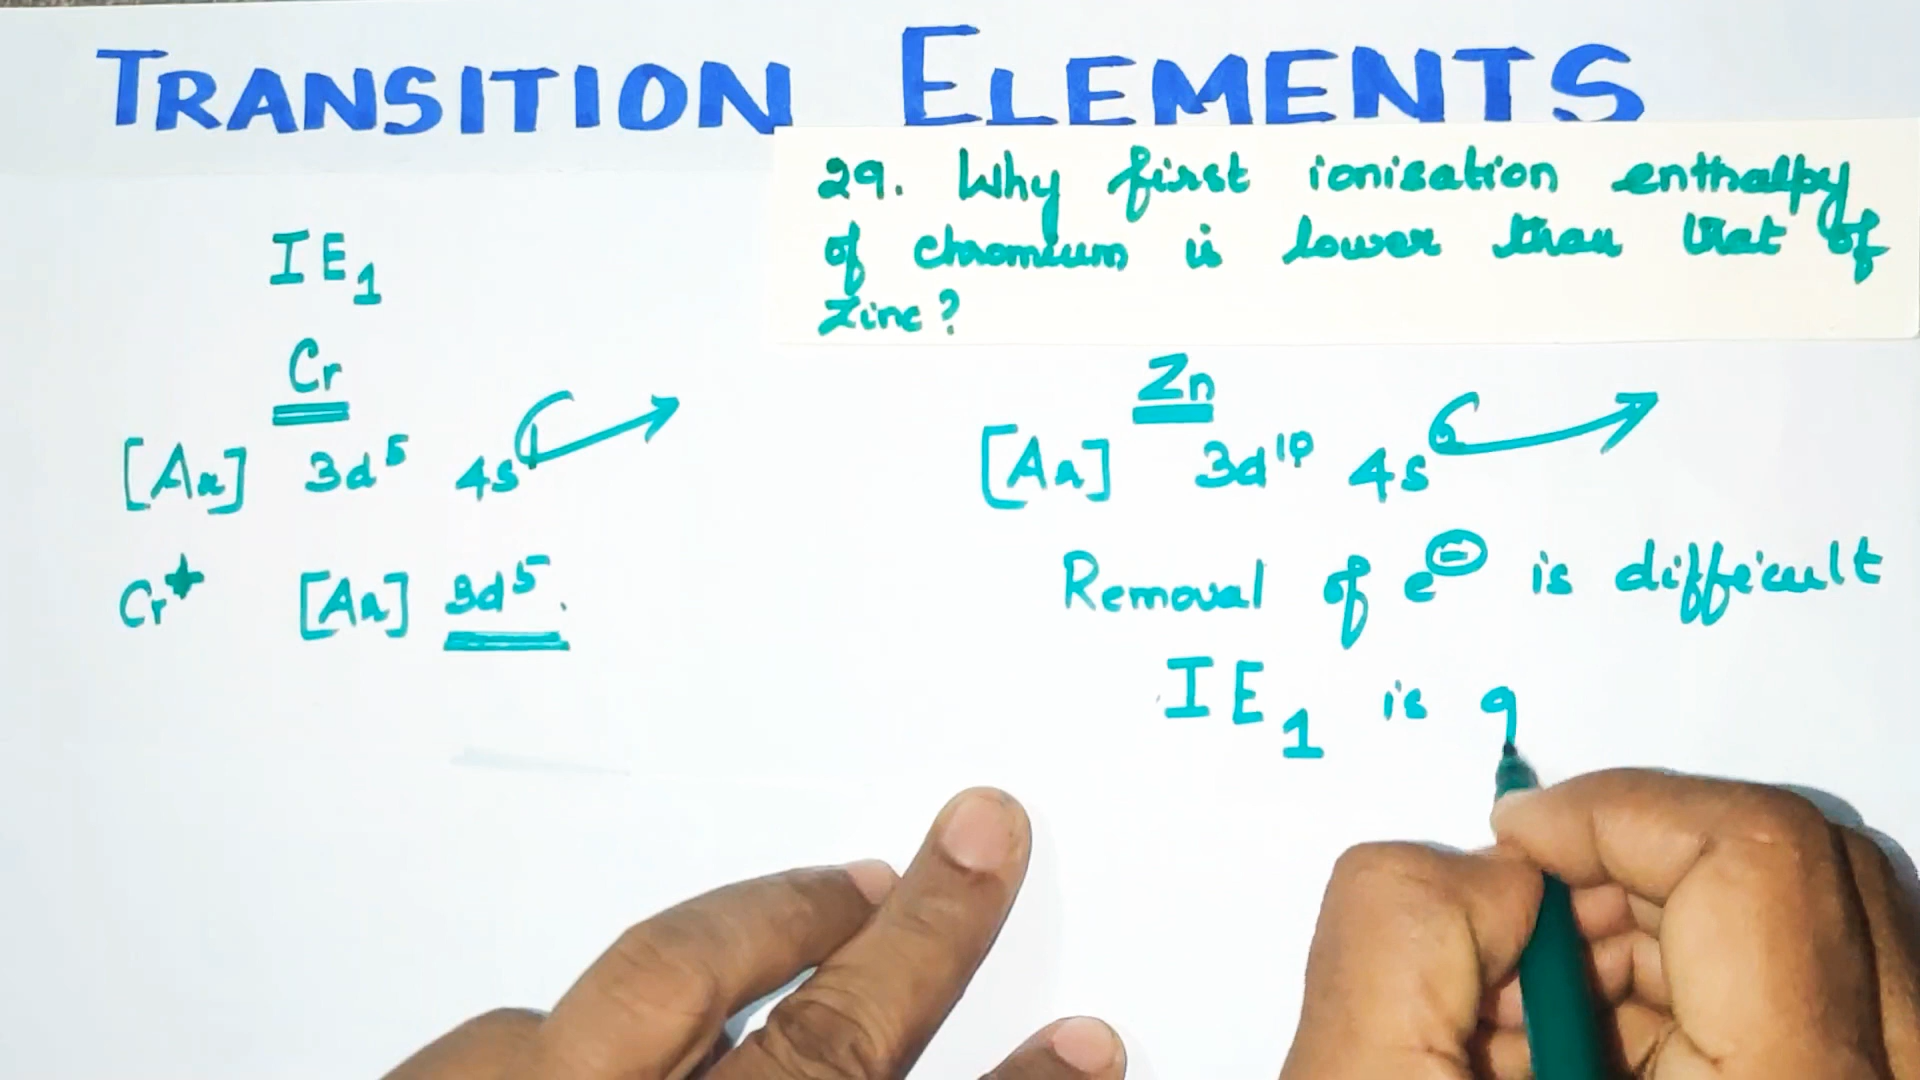 TRANSITION ELEMENTS
29. Why first ionisation enthalpy
of chromium is lower than that of
Zinc?
IE1
Cr
[Ar] 3d5 4s1
Cr+ [Ar] 3d5.
Zn
[Ar] 3d10 4s2
Removal of e⊖ is difficult
IE1 is g